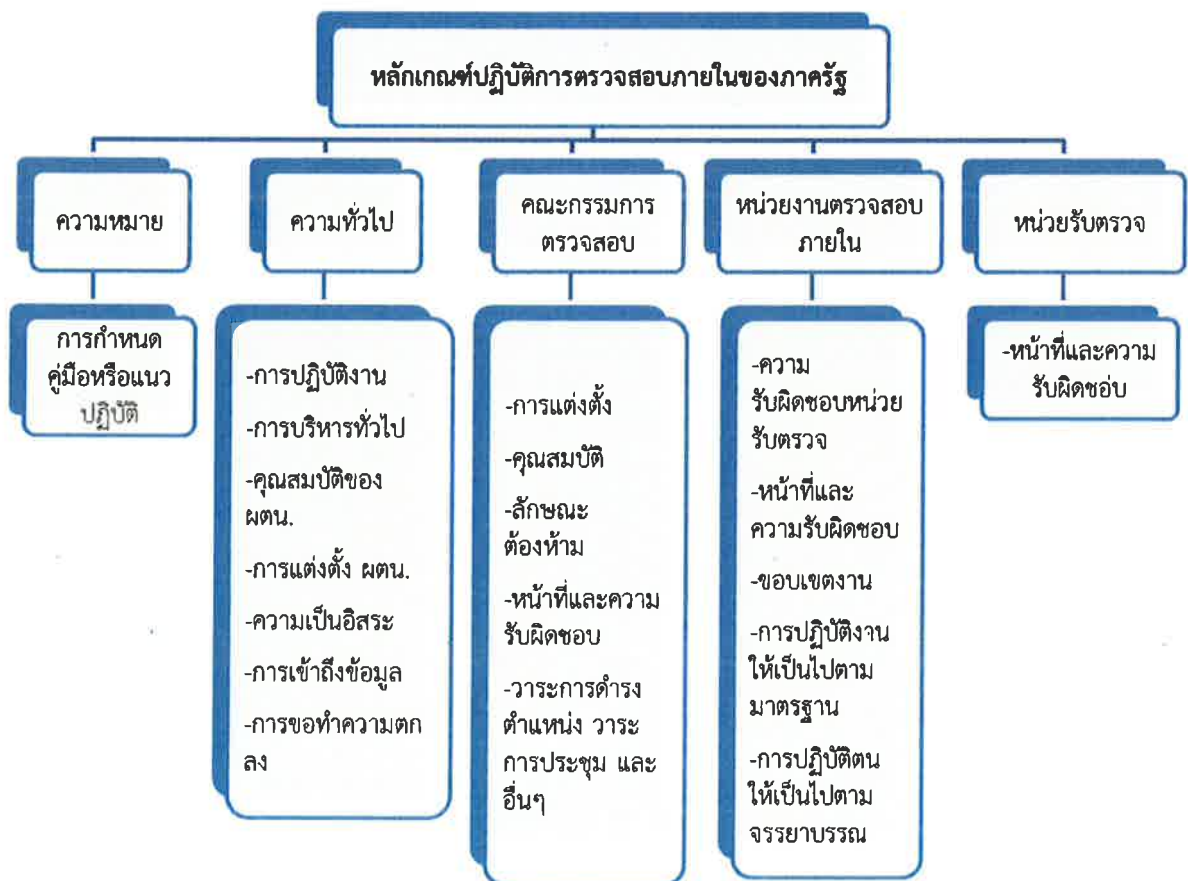 หลักเกณฑ์ปฏิบัติการตรวจสอบภายในของภาครัฐ
ความหมาย
การกำหนด
คู่มือหรือแนว
ปฏิบัติ
ความทั่วไป
-การปฏิบัติงาน
-การบริหารทั่วไป
-คุณสมบัติของ
ผตน.
-การแต่งตั้ง ผตน.
-ความเป็นอิสระ
-การเข้าถึงข้อมูล
-การขอทำความตก
ลง
คณะกรรมการ
ตรวจสอบ
-การแต่งตั้ง
-คุณสมบัติ
-ลักษณะ
ต้องห้าม
-หน้าที่และความ
รับผิดชอบ
-วาระการดำรง
ตำแหน่ง วาระ
การประชุม และ
อื่นๆ
หน่วยงานตรวจสอบ
ภายใน
-ความ
รับผิดชอบหน่วย
รับตรวจ
-หน้าที่และ
ความรับผิดชอบ
-ขอบเขตงาน
-การปฏิบัติงาน
ให้เป็นไปตาม
มาตรฐาน
-การปฏิบัติตน
ให้เป็นไปตาม
จรรยาบรรณ
หน่วยรับตรวจ
-หน้าที่และความ
รับผิดชอบ